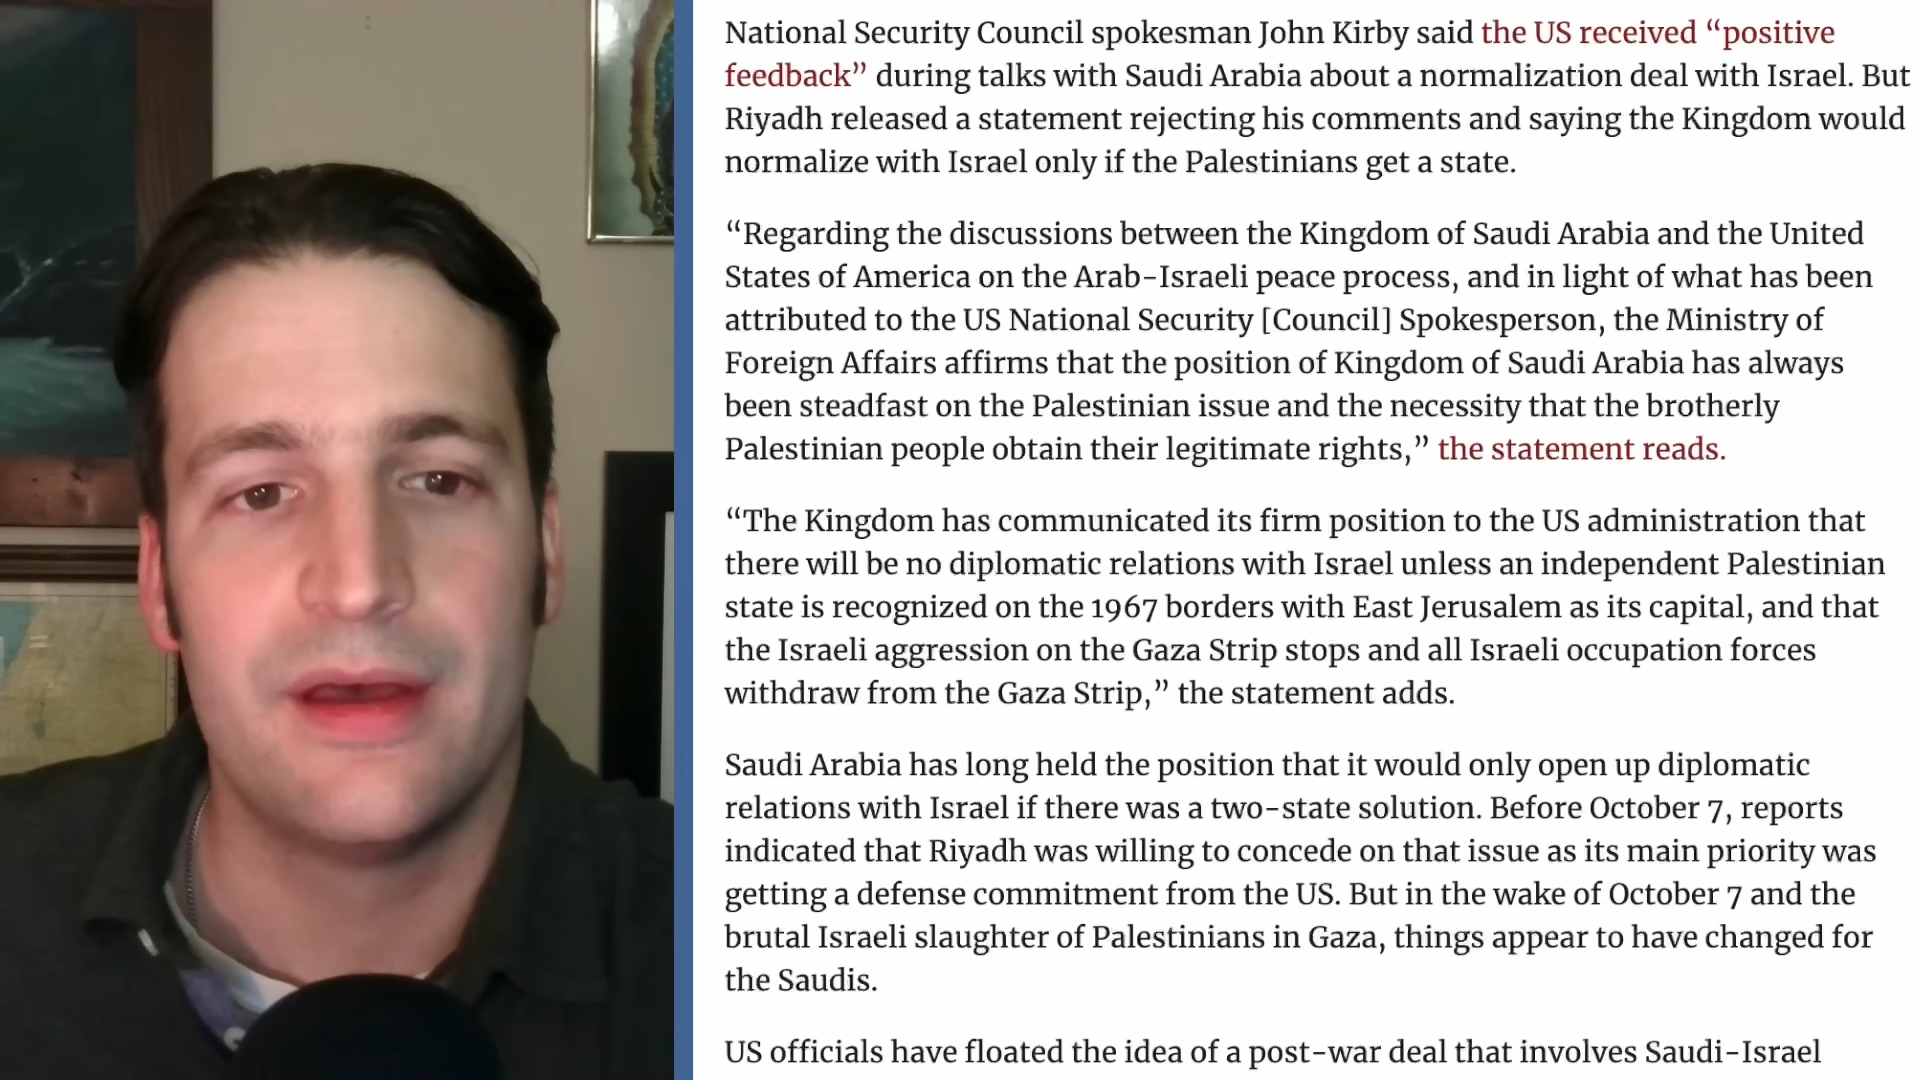 National Security Council spokesman John Kirby said the US received “positive
feedback” during talks with Saudi Arabia about a normalization deal with Israel. But
Riyadh released a statement rejecting his comments and saying the Kingdom would
normalize with Israel only if the Palestinians get a state.
“Regarding the discussions between the Kingdom of Saudi Arabia and the United
States of America on the Arab-Israeli peace process, and in light of what has been
attributed to the US National Security [Council] Spokesperson, the Ministry of
Foreign Affairs affirms that the position of Kingdom of Saudi Arabia has always
been steadfast on the Palestinian issue and the necessity that the brotherly
Palestinian people obtain their legitimate rights,” the statement reads.
“The Kingdom has communicated its firm position to the US administration that
there will be no diplomatic relations with Israel unless an independent Palestinian
state is recognized on the 1967 borders with East Jerusalem as its capital, and that
the Israeli aggression on the Gaza Strip stops and all Israeli occupation forces
withdraw from the Gaza Strip,” the statement adds.
Saudi Arabia has long held the position that it would only open up diplomatic
relations with Israel if there was a two-state solution. Before October 7, reports
indicated that Riyadh was willing to concede on that issue as its main priority was
getting a defense commitment from the US. But in the wake of October 7 and the
brutal Israeli slaughter of Palestinians in Gaza, things appear to have changed for
the Saudis.
US officials have floated the idea of a post-war deal that involves Saudi-Israel